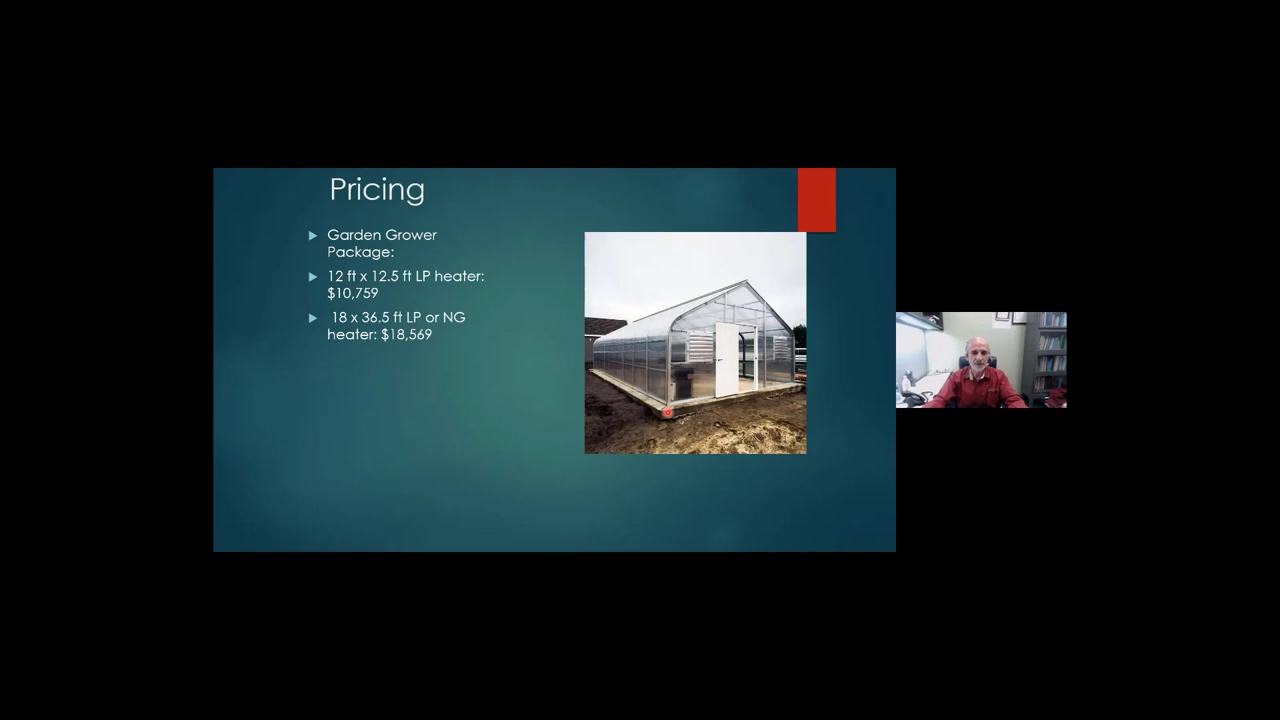 Pricing
Garden Grower
Package:
12 ft x 12.5 ft LP heater:
$10,759
18 x 36.5 ft LP or NG
heater: $18,569